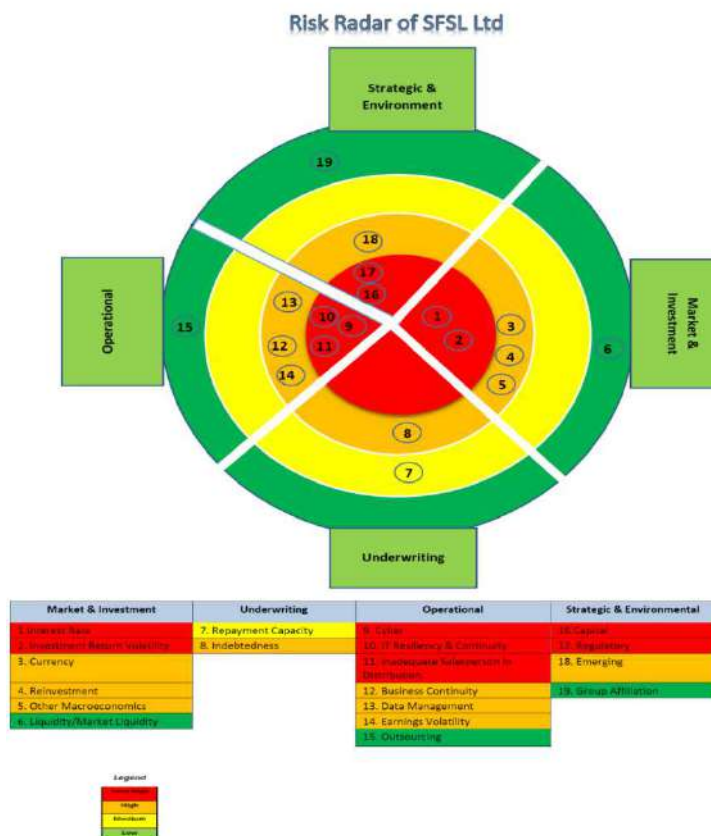 Risk Radar of SFSL Ltd
Strategic &
Environment
19
18
17
16
15
13
10
9
12
11
14
1
2
3
4
5
6
8
7
Operational
Market &
Investment
Underwriting
Market & Investment
Underwriting
Operational
Strategic & Environmental
1 Interest Rate
7. Repayment Capacity
9. Cyber
16 Capital
2. Investment Return Volatility
8. Indebtedness
10. IT Resiliency & Continuity
17. Regulatory
3. Currency
11. Inadequate Salesperson in
Distribution
18. Emerging
4. Reinvestment
12. Business Continuity
19. Group Affiliation
5. Other Macroeconomics
13. Data Management
6. Liquidity/Market Liquidity
14. Earnings Volatility
15. Outsourcing
Legend
High
Medium
Low